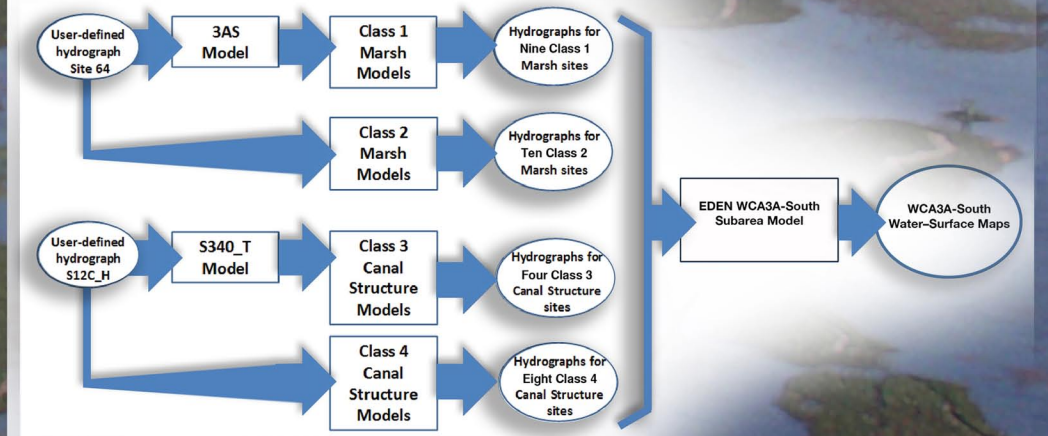 User-defined
hydrograph
Site 64
3AS
Model
Class 1
Marsh
Models
Hydrographs for
Nine Class 1
Marsh sites
Class 2
Marsh
Models
Hydrographs for
Ten Class 2
Marsh sites
EDEN WCA3A-South
Subarea Model
WCA3A-South
Water–Surface Maps
User-defined
hydrograph
S12C_H
S340_T
Model
Class 3
Canal
Structure
Models
Hydrographs for
Four Class 3
Canal Structure
sites
Class 4
Canal
Structure
Models
Hydrographs for
Eight Class 4
Canal Structure
sites